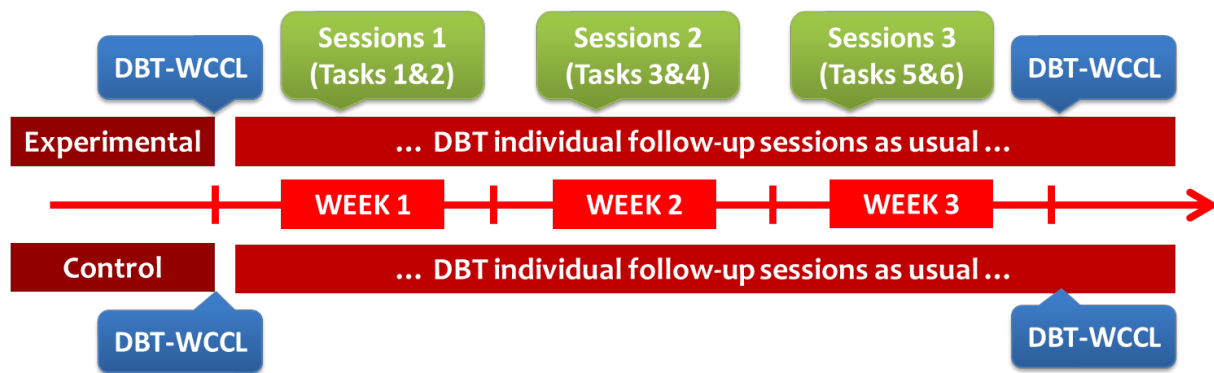 DBT-WCCL
Sessions 1
(Tasks 1&2)
Sessions 2
(Tasks 3&4)
Sessions 3
(Tasks 5&6)
DBT-WCCL
Experimental
... DBT individual follow-up sessions as usual ...
WEEK 1
WEEK 2
WEEK 3
Control
... DBT individual follow-up sessions as usual ...
DBT-WCCL
DBT-WCCL